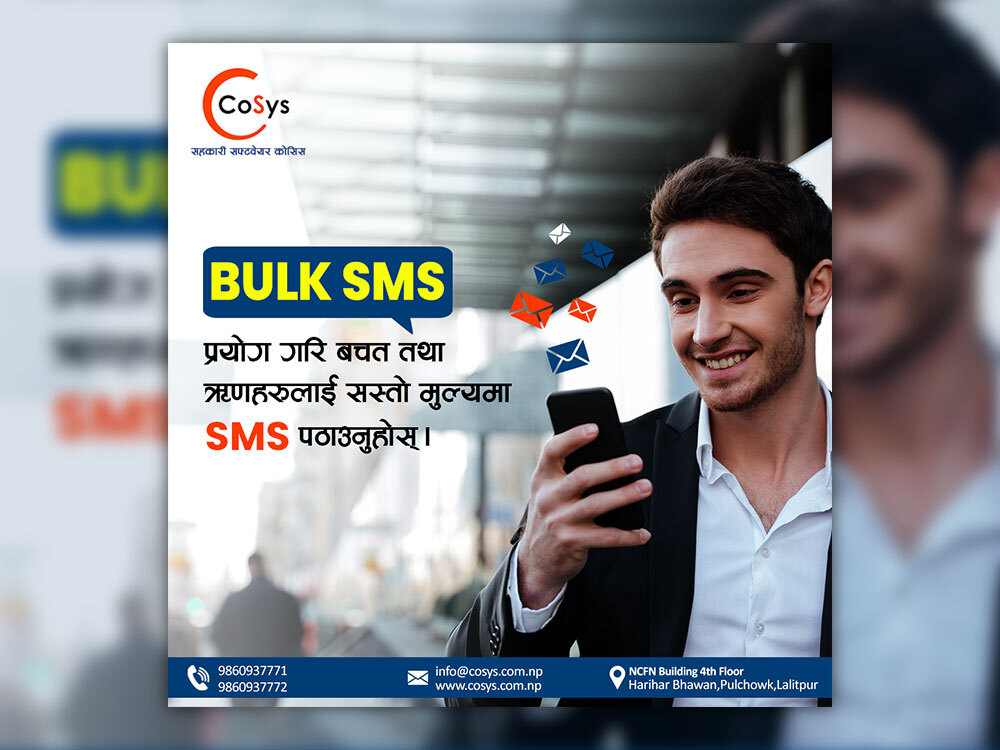 CoSys
सहकारी सफ्टवेयर कोसिस
BULK SMS
प्रयोग गरि बचत तथा
ऋणहरुलाई सस्तो मुल्यमा
SMS पठाउनुहोस् ।
9860937771
9860937772
info@cosys.com.np
www.cosys.com.np
NCFN Building 4th Floor
Harihar Bhawan,Pulchowk,Lalitpur